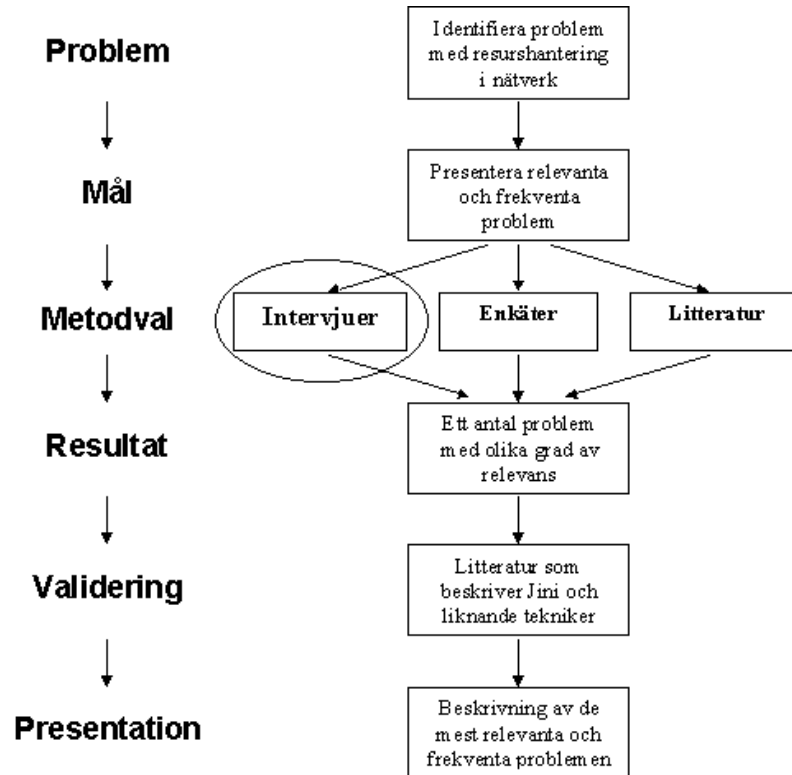 Problem
Identifiera problem
med resurshantering
i nätverk
Mål
Presentera relevanta
och frekventa
problem
Metodval
Intervjuer
Enkäter
Litteratur
Resultat
Ett antal problem
med olika grad av
relevans
Validering
Litteratur som
beskriver Jini och
liknande tekniker
Presentation
Beskrivning av de
mest relevanta och
frekventa problemen